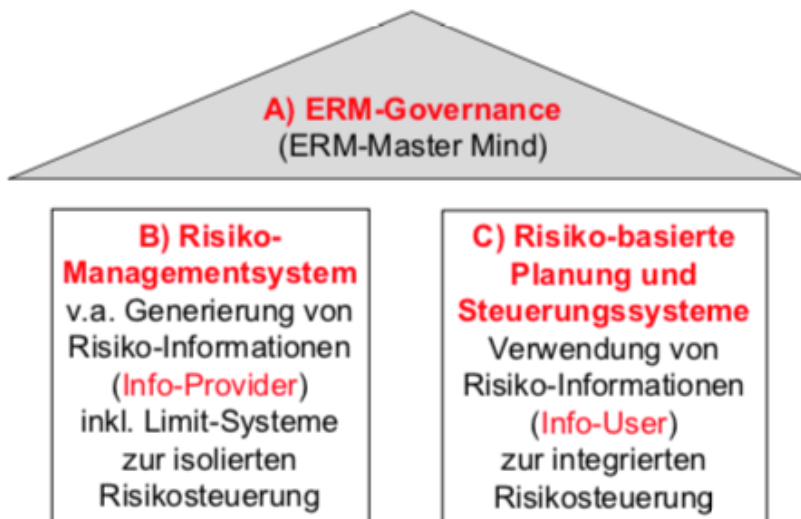 A) ERM-Governance
(ERM-Master Mind)
B) Risiko-
Managementsystem
v.a. Generierung von
Risiko-Informationen
(Info-Provider)
inkl. Limit-Systeme
zur isolierten
Risikosteuerung
C) Risiko-basierte
Planung und
Steuerungssysteme
Verwendung von
Risiko-Informationen
(Info-User)
zur integrierten
Risikosteuerung